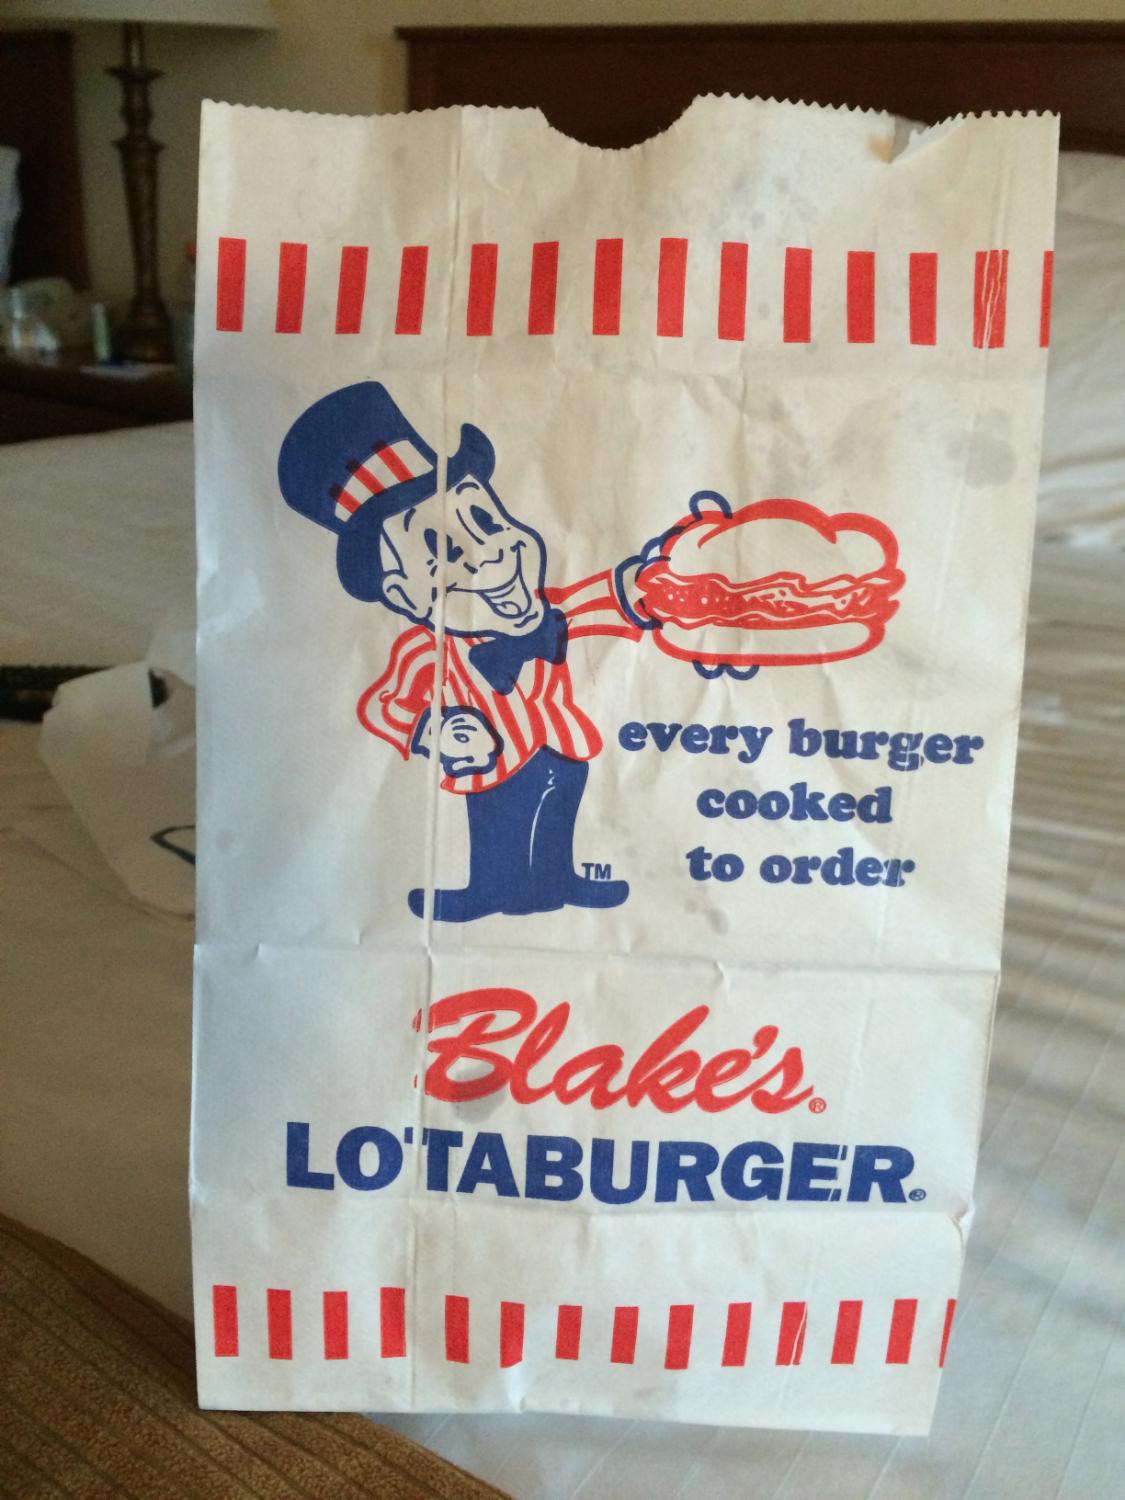 every burger
cooked
to order
TM
Blake's®
LOTABURGER®